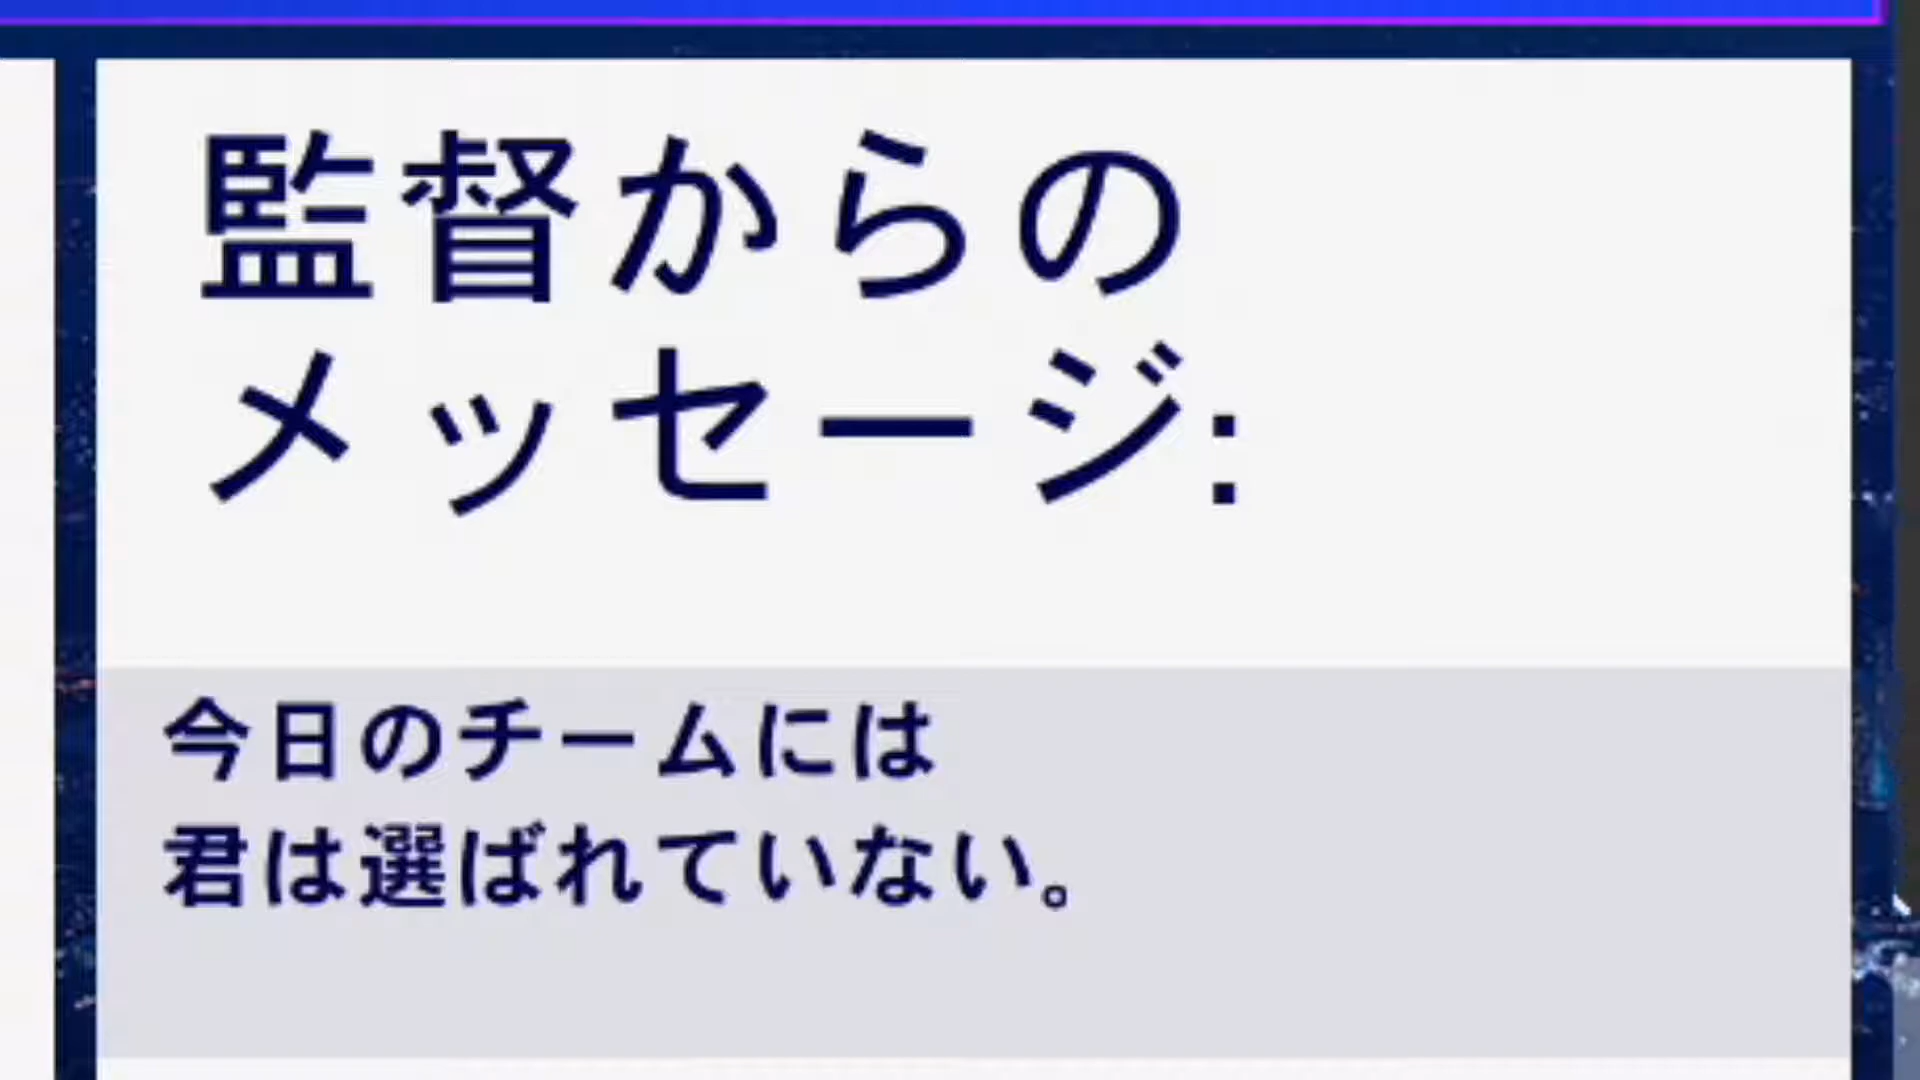 監督からの
メッセージ:
今日のチームには
君は選ばれていない。